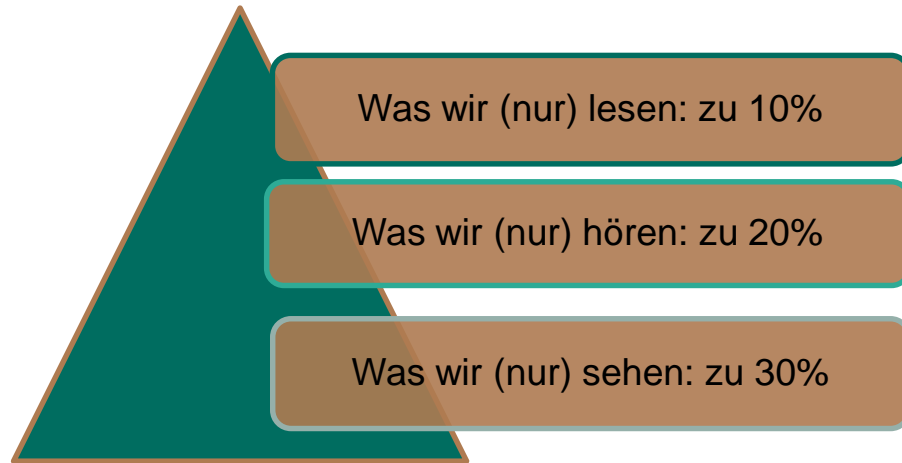 Was wir (nur) lesen: zu 10%
Was wir (nur) hören: zu 20%
Was wir (nur) sehen: zu 30%